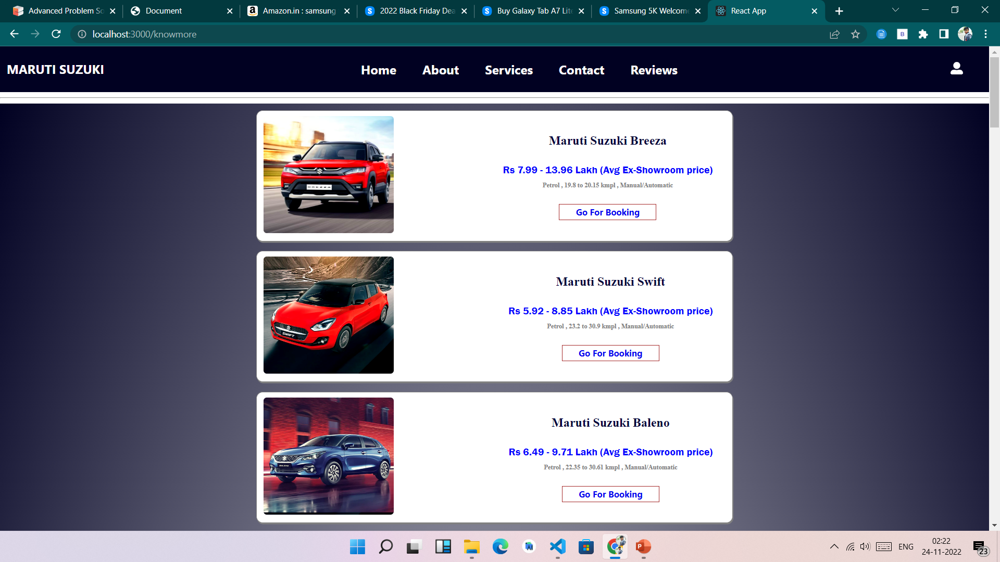 Advanced Problem So
Document
Amazon.in : samsung
2022 Black Friday Dea
Buy Galaxy Tab A7 Lite
Samsung 5K Welcome
React App
localhost:3000/knowmore
B
MARUTI SUZUKI
Home
About
Services
Contact
Reviews
BREZZA
Maruti Suzuki Breeza
Rs 7.99 - 13.96 Lakh (Avg Ex-Showroom price)
Petrol , 19.8 to 20.15 kmpl , Manual/Automatic
Go For Booking
SWIFT
Maruti Suzuki Swift
Rs 5.92 - 8.85 Lakh (Avg Ex-Showroom price)
Petrol , 23.2 to 30.9 kmpl , Manual/Automatic
Go For Booking
BALENO
Maruti Suzuki Baleno
Rs 6.49 - 9.71 Lakh (Avg Ex-Showroom price)
Petrol , 22.35 to 30.61 kmpl , Manual/Automatic
Go For Booking
ENG
02:22
24-11-2022
23